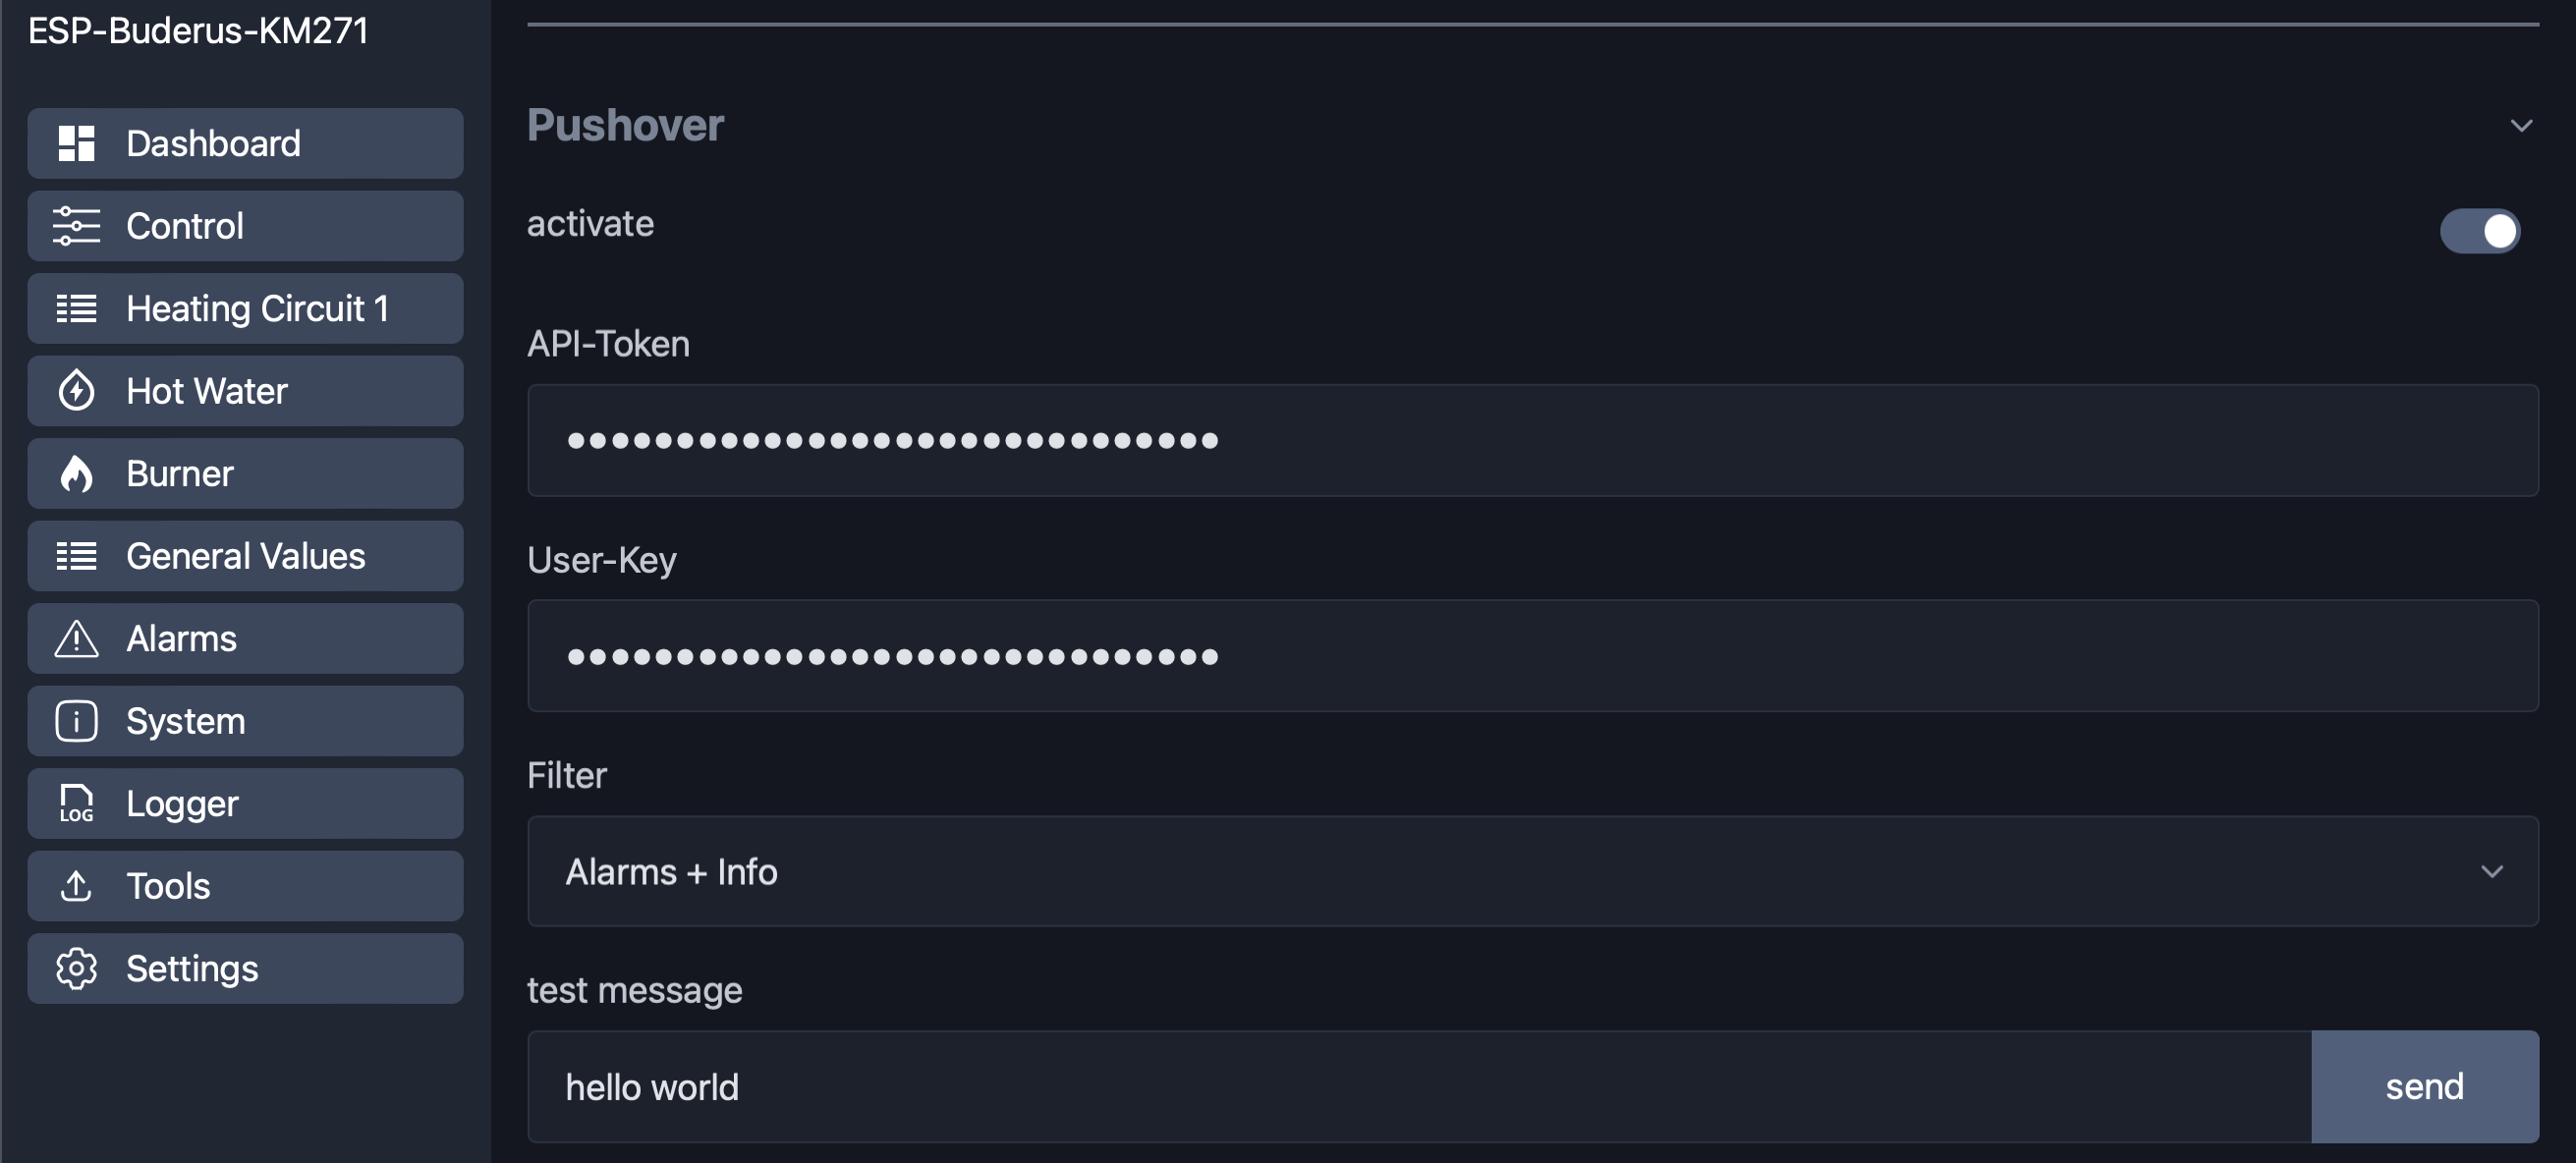 ESP-Buderus-KM271
Dashboard
Control
Heating Circuit 1
Hot Water
Burner
General Values
Alarms
System
LOG Logger
Tools
Settings
Pushover
activate
API-Token
••••••••••••••••••••••••••••••
User-Key
••••••••••••••••••••••••••••••
Filter
Alarms + Info
test message
hello world
send